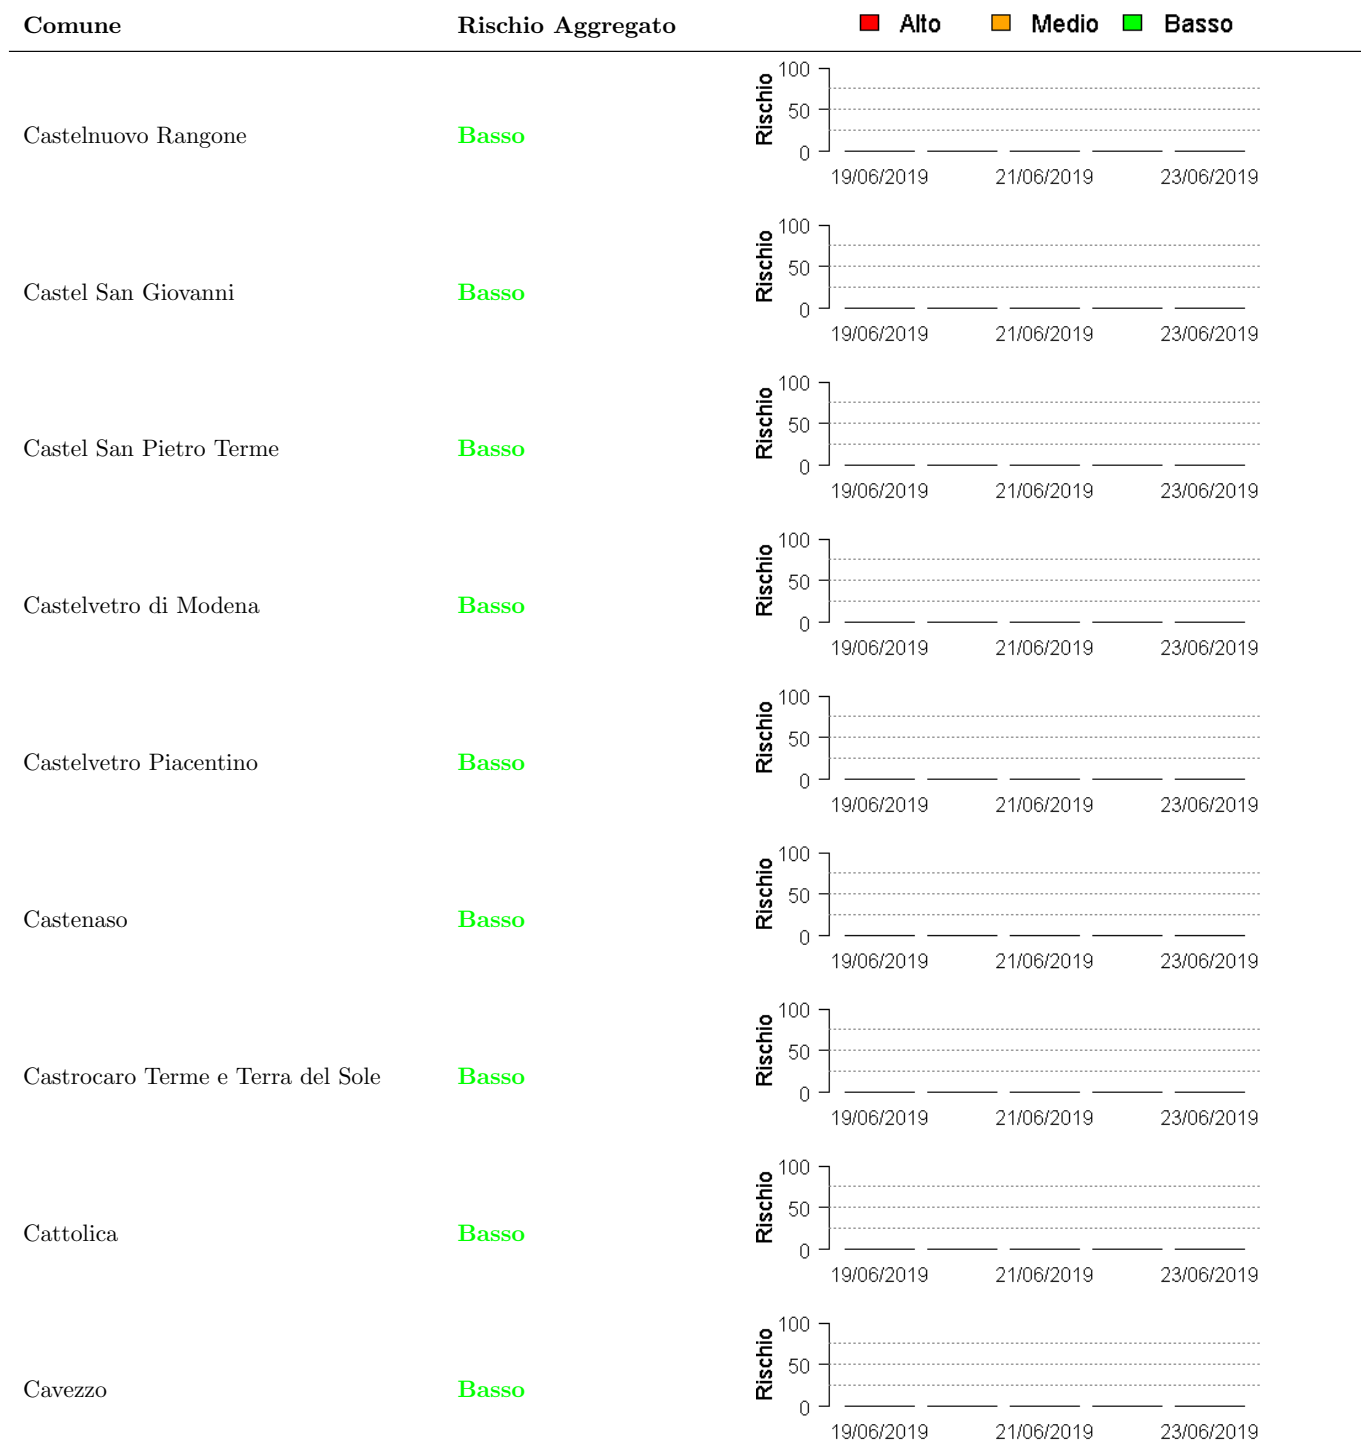 Comune Rischio Aggregato Alto Medio Basso
100
50
0
Rischio
Castelnuovo Rangone Basso
19/06/2019 21/06/2019 23/06/2019
100
50
0
Rischio
Castel San Giovanni Basso
19/06/2019 21/06/2019 23/06/2019
100
50
0
Rischio
Castel San Pietro Terme Basso
19/06/2019 21/06/2019 23/06/2019
100
50
0
Rischio
Castelvetro di Modena Basso
19/06/2019 21/06/2019 23/06/2019
100
50
0
Rischio
Castelvetro Piacentino Basso
19/06/2019 21/06/2019 23/06/2019
100
50
0
Rischio
Castenaso Basso
19/06/2019 21/06/2019 23/06/2019
100
50
0
Rischio
Castrocaro Terme e Terra del Sole Basso
19/06/2019 21/06/2019 23/06/2019
100
50
0
Rischio
Cattolica Basso
19/06/2019 21/06/2019 23/06/2019
100
50
0
Rischio
Cavezzo Basso
19/06/2019 21/06/2019 23/06/2019